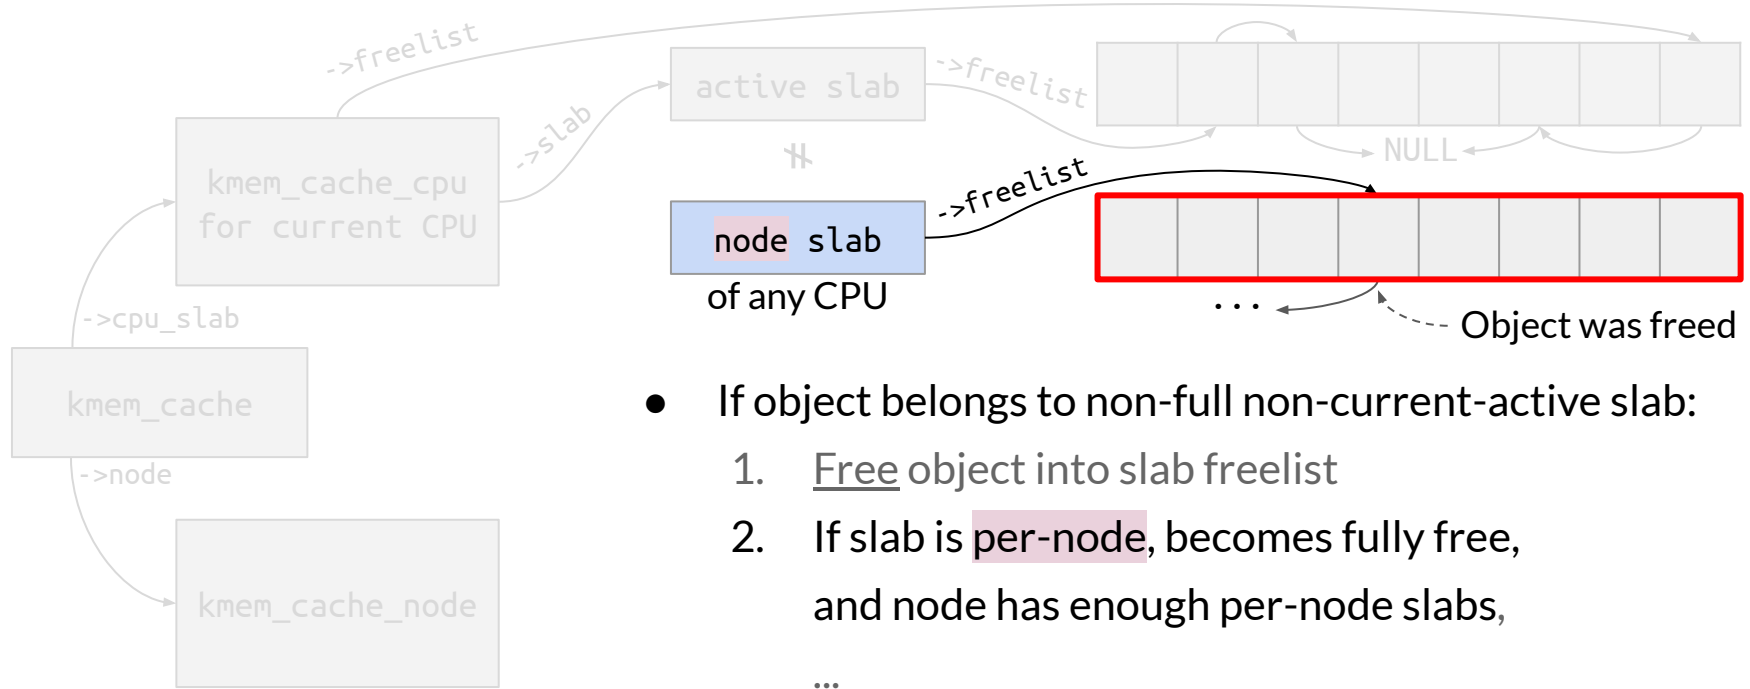 ->freelist
active slab
->freelist
->slab
NULL
kmem_cache_cpu
for current CPU
->freelist
node slab
of any CPU
...
Object was freed
->cpu_slab
kmem_cache
->node
kmem_cache_node
● If object belongs to non-full non-current-active slab:
1. Free object into slab freelist
2. If slab is per-node, becomes fully free,
and node has enough per-node slabs,
...